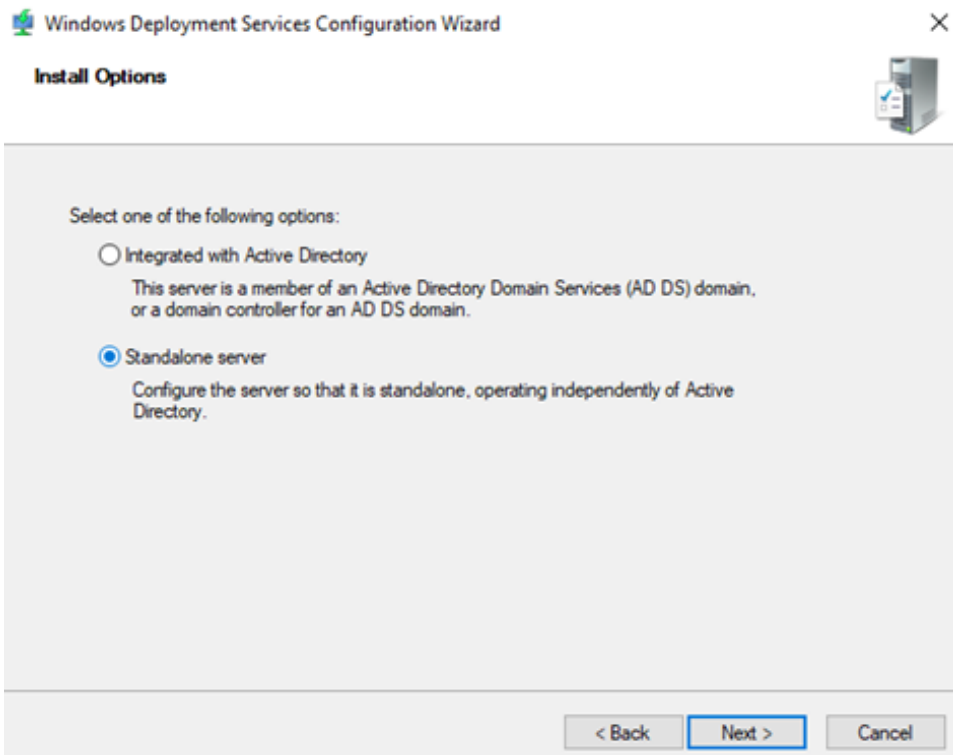 Windows Deployment Services Configuration Wizard
Install Options
Select one of the following options:
Integrated with Active Directory
This server is a member of an Active Directory Domain Services (AD DS) domain,
or a domain controller for an AD DS domain.
Standalone server
Configure the server so that it is standalone, operating independently of Active
Directory.
< Back Next > Cancel